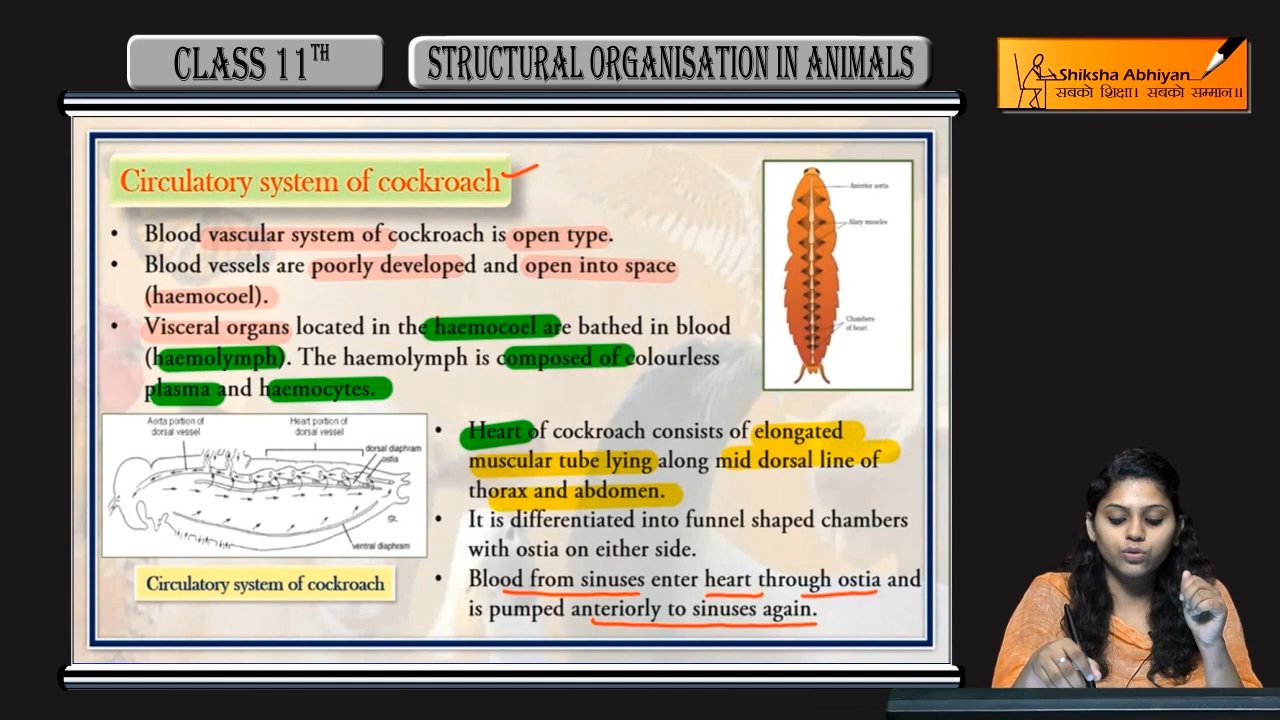 CLASS 11TH
STRUCTURAL ORGANISATION IN ANIMALS
Shiksha Abhiyan
सबको शिक्षा। सबको सम्मान॥
Circulatory system of cockroach
• Blood vascular system of cockroach is open type.
• Blood vessels are poorly developed and open into space
(haemocoel).
• Visceral organs located in the haemocoel are bathed in blood
(haemolymph). The haemolymph is composed of colourless
plasma and haemocytes.
Anterior aorta
Alary muscles
Chambers
of heart
Aorta portion of
dorsal vessel
Heart portion of
dorsal vessel
dorsal diaphram
ostia
ventral diaphram
Circulatory system of cockroach
• Heart of cockroach consists of elongated
muscular tube lying along mid dorsal line of
thorax and abdomen.
• It is differentiated into funnel shaped chambers
with ostia on either side.
• Blood from sinuses enter heart through ostia and
is pumped anteriorly to sinuses again.